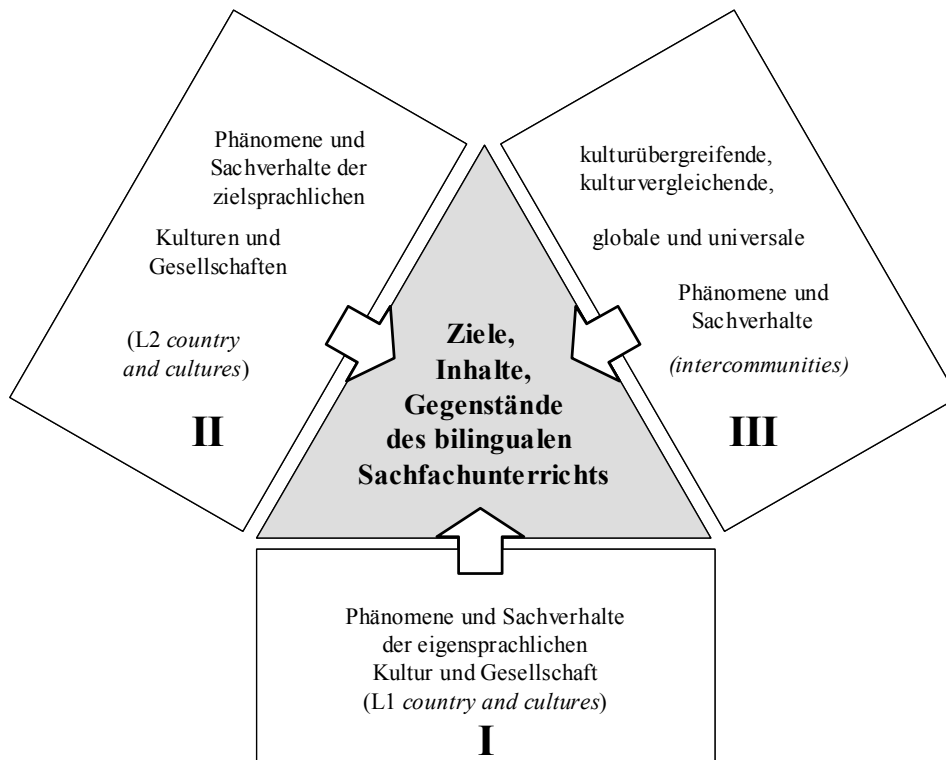 Phänomene und
Sachverhalte der
zielsprachlichen
Kulturen und
Gesellschaften
(L2 country
and cultures)
II
kulturübergreifende,
kulturvergleichende,
globale und universale
Phänomene und
Sachverhalte
(intercommunities)
III
Ziele,
Inhalte,
Gegenstände
des bilingualen
Sachfachunterrichts
Phänomene und Sachverhalte
der eigensprachlichen
Kultur und Gesellschaft
(L1 country and cultures)
I